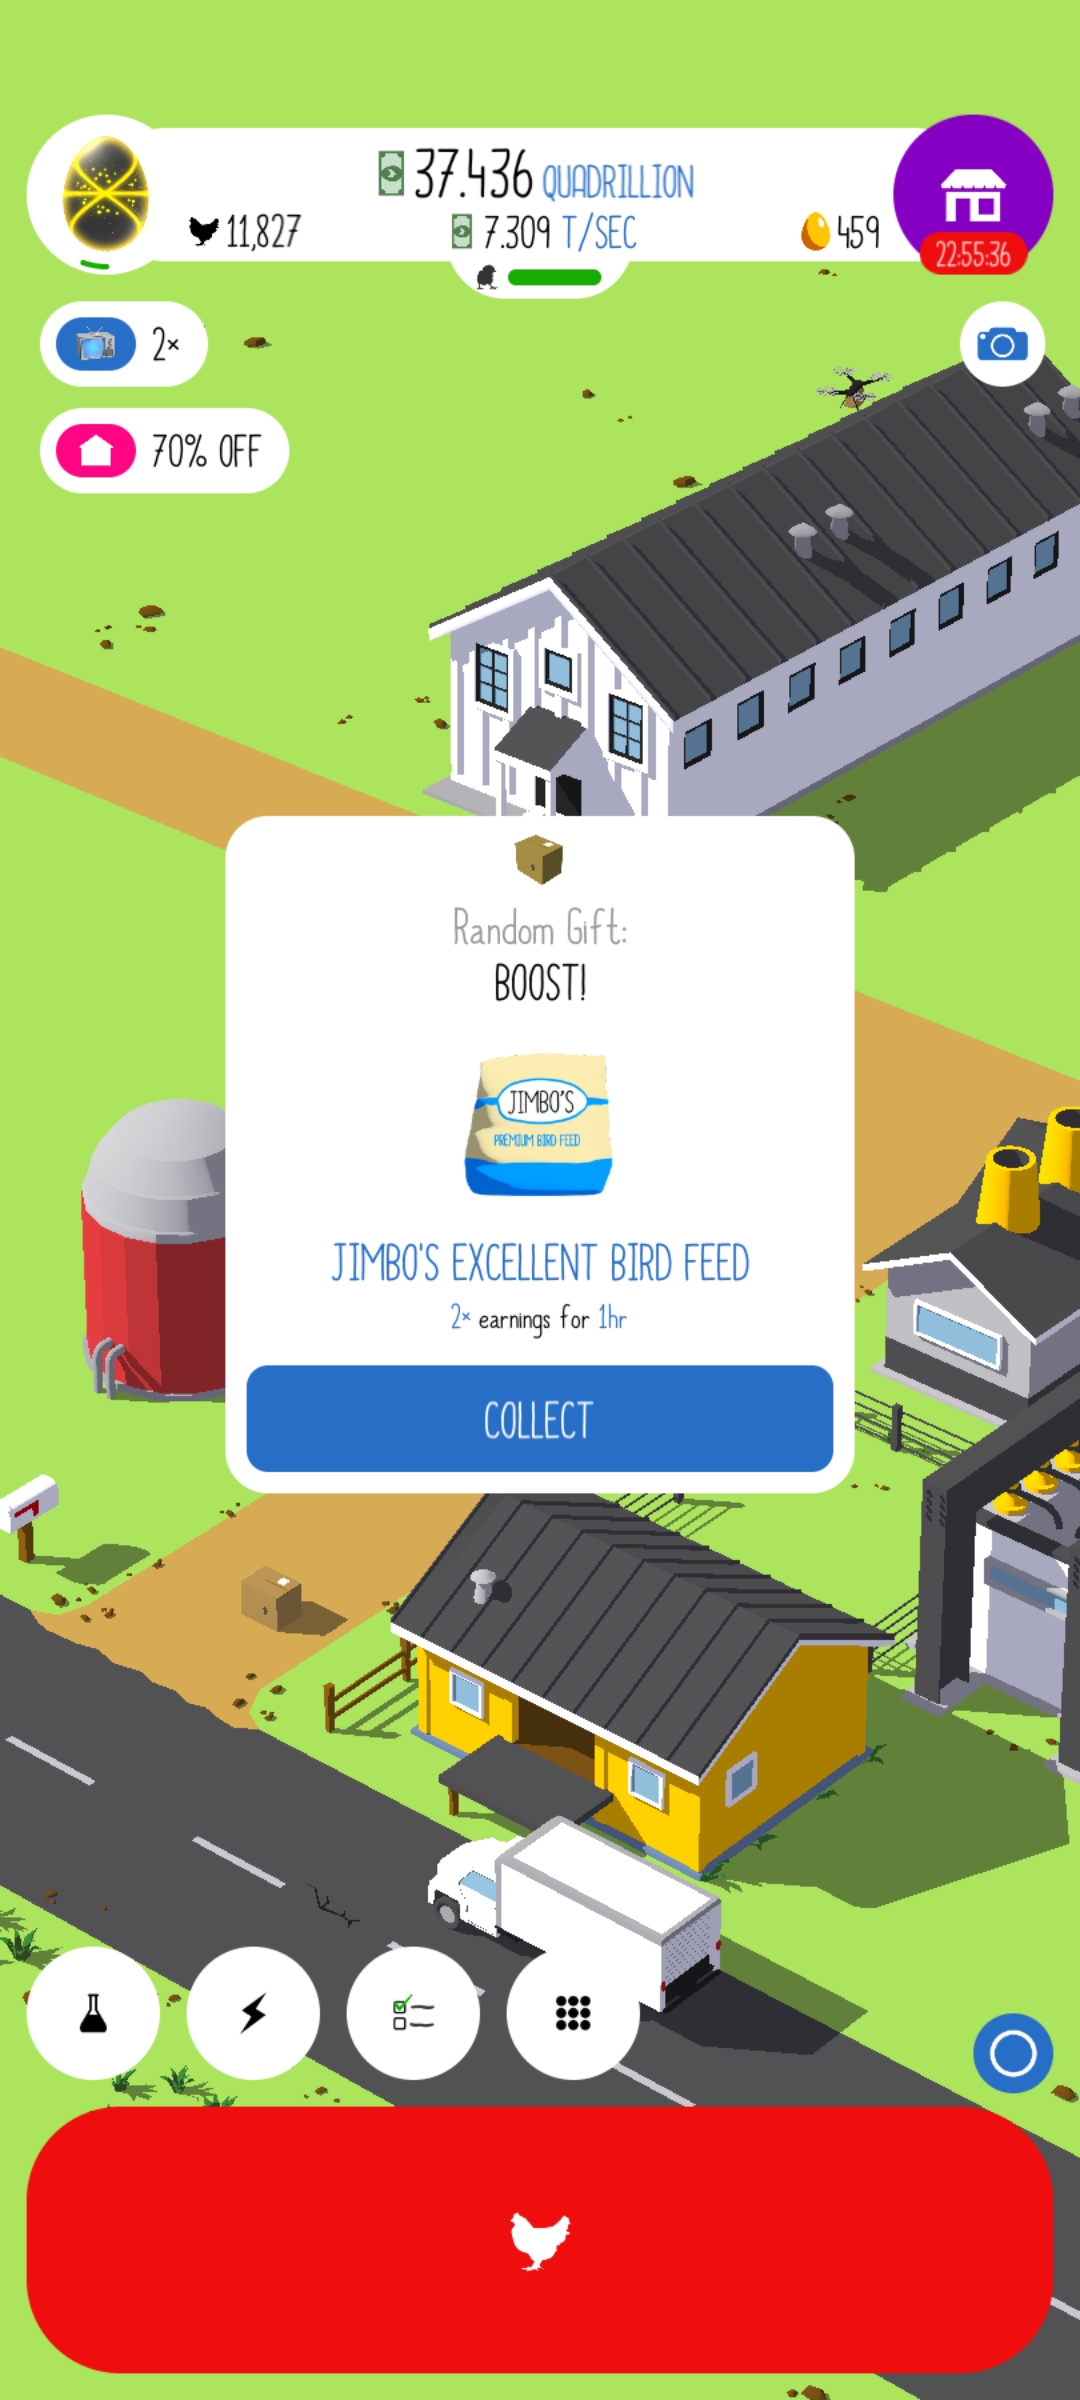 37.436 QUADRILLION
11,827
7.309 T/SEC
459
22:55:36
2×
70% OFF
Random Gift:
BOOST!
JIMBO'S
PREMIUM BIRD FEED
JIMBO'S EXCELLENT BIRD FEED
2× earnings for 1hr
COLLECT